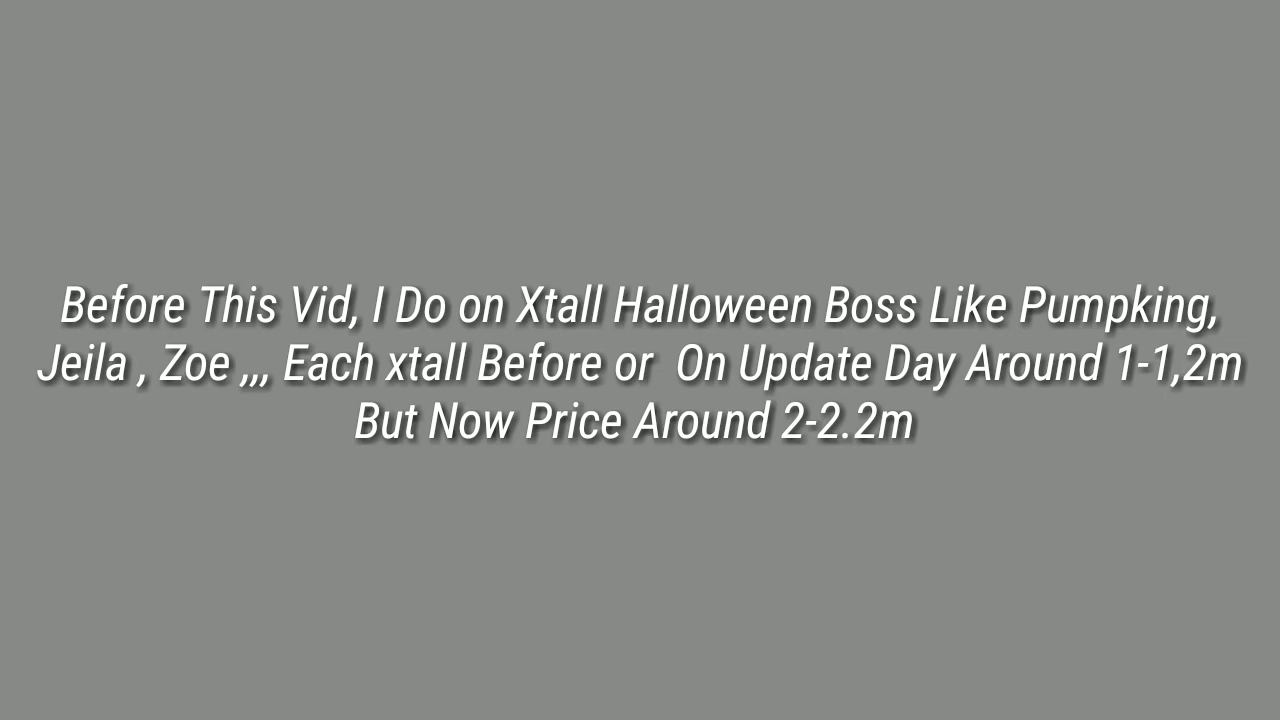 Before This Vid, I Do on Xtall Halloween Boss Like Pumpking,
Jeila , Zoe ,,, Each xtall Before or  On Update Day Around 1-1,2m
But Now Price Around 2-2.2m